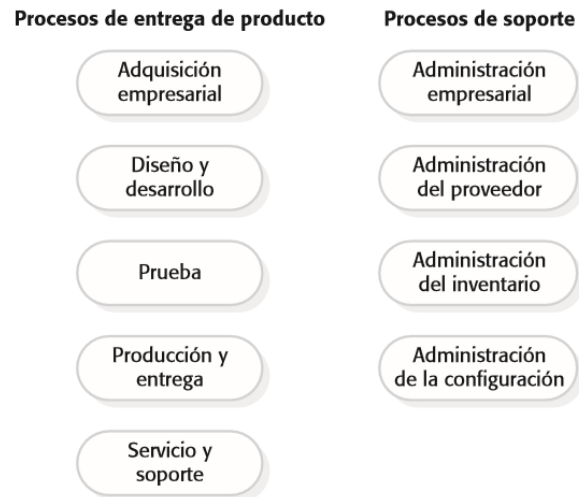 Procesos de entrega de producto
Adquisición
empresarial
Diseño y
desarrollo
Prueba
Producción y
entrega
Servicio y
soporte
Procesos de soporte
Administración
empresarial
Administración
del proveedor
Administración
del inventario
Administración
de la configuración